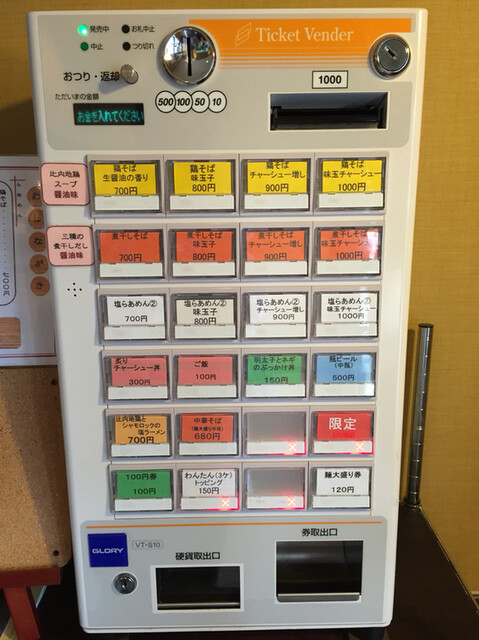 発売中
お札中止
中止
つり切れ
Ticket Vender
おつり・返却
ただいまの金額
お金を入れてください
500 100 50 10
1000
比内地鶏
スープ
醤油味
鶏そば
生醤油の香り
700円
鶏そば
味玉子
800円
鶏そば
チャーシュー増し
900円
鶏そば
味玉チャーシュー
1000円
三種の
煮干しだし
醤油味
煮干しそば
700円
煮干しそば
味玉子
800円
煮干しそば
チャーシュー増し
900円
煮干しそば
味玉チャーシュー
1000円
塩らあめん②
700円
塩らあめん②
味玉子
800円
塩らあめん②
チャーシュー増し
900円
塩らあめん②
味玉チャーシュー
1000円
炙り
チャーシュー丼
300円
ご飯
100円
明太子とネギ
のぶっかけ丼
150円
瓶ビール
(中瓶)
500円
比内地鶏と
シャモロックの
塩ラーメン
700円
中華そば
680円
限定
100円券
100円
わんたん(3ケ)
トッピング
150円
麺大盛り券
120円
GLORY
VT-B10
硬貨取出口
券取出口
鶏そば
七〇〇円